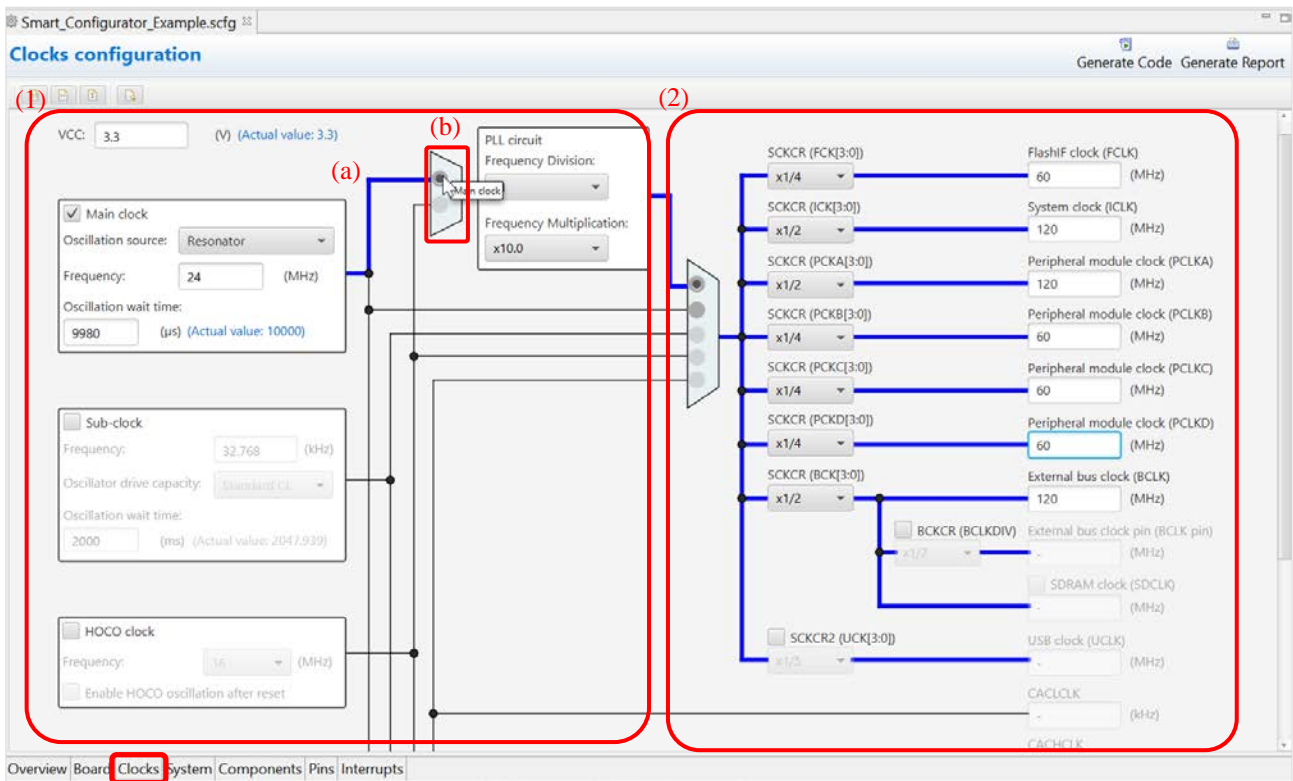 Smart_Configurator_Example.scfg
Clocks configuration
Generate Code Generate Report
(1)
(2)
VCC: 3.3 (V) (Actual value: 3.3)
(a)
(b)
Main clock
PLL circuit
Frequency Division:
Frequency Multiplication:
x10.0
Main clock
Oscillation source: Resonator
Frequency: 24 (MHz)
Oscillation wait time:
9980 (µs) (Actual value: 10000)
Sub-clock
Frequency: 32.768 (kHz)
Oscillator drive capacity: Standard CL
Oscillation wait time:
2000 (ms) (Actual value: 2047.939)
HOCO clock
Frequency: 16 (MHz)
Enable HOCO oscillation after reset
SCKCR (FCK[3:0]) FlashIF clock (FCLK)
x1/4 60 (MHz)
SCKCR (ICK[3:0]) System clock (ICLK)
x1/2 120 (MHz)
SCKCR (PCKA[3:0]) Peripheral module clock (PCLKA)
x1/2 120 (MHz)
SCKCR (PCKB[3:0]) Peripheral module clock (PCLKB)
x1/4 60 (MHz)
SCKCR (PCKC[3:0]) Peripheral module clock (PCLKC)
x1/4 60 (MHz)
SCKCR (PCKD[3:0]) Peripheral module clock (PCLKD)
x1/4 60 (MHz)
SCKCR (BCK[3:0]) External bus clock (BCLK)
x1/2 120 (MHz)
BCKCR (BCLKDIV) External bus clock pin (BCLK pin)
x1/2 - (MHz)
SDRAM clock (SDCLK)
- (MHz)
SCKCR2 (UCK[3:0]) USB clock (UCLK)
x1/5 - (MHz)
CACLCLK
- (kHz)
CACHCLK
Overview Board Clocks System Components Pins Interrupts